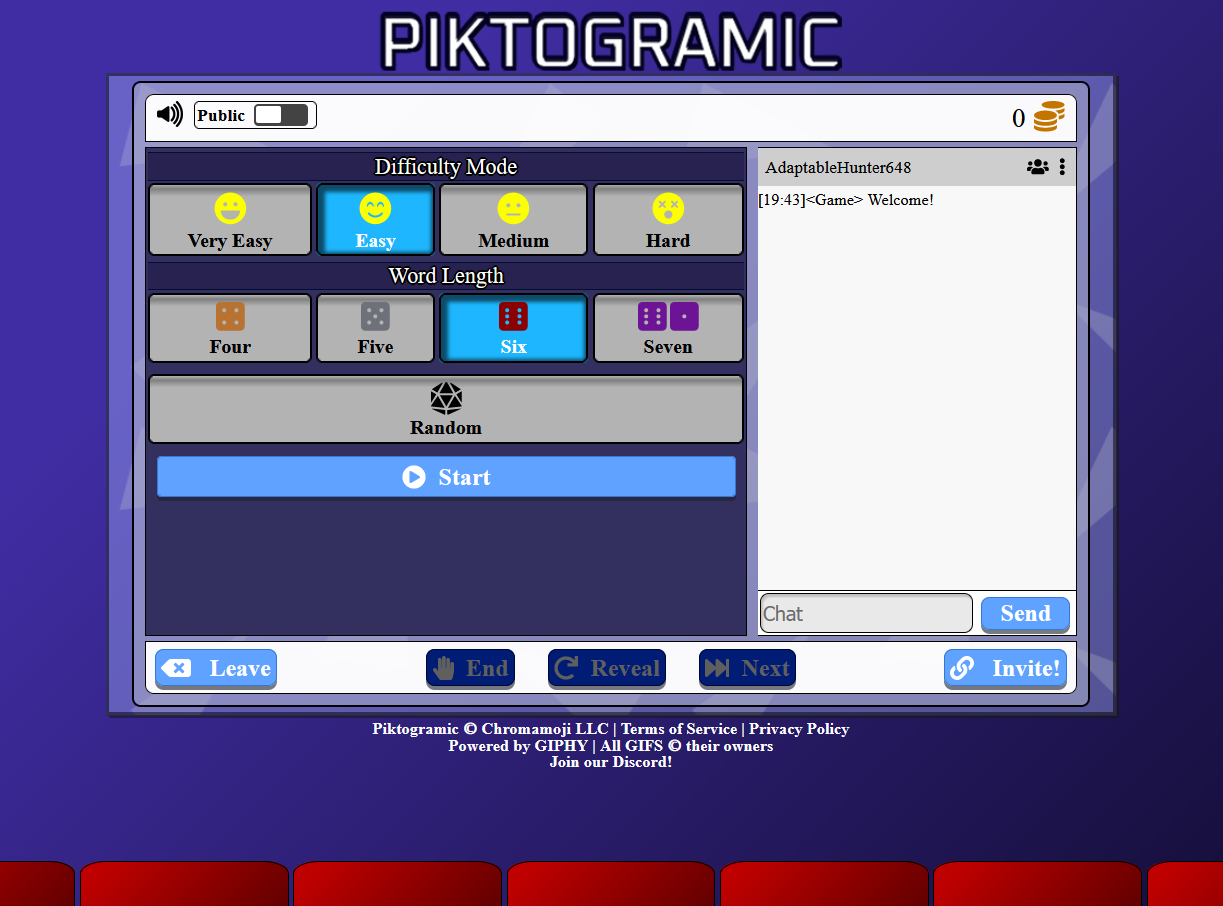 PIKTOGRAMIC
Public
0
Difficulty Mode
Very Easy
Easy
Medium
Hard
Word Length
Four
Five
Six
Seven
Random
Start
AdaptableHunter648
[19:43]<Game> Welcome!
Chat
Send
Leave
End
Reveal
Next
Invite!
Piktogramic © Chromamoji LLC | Terms of Service | Privacy Policy
Powered by GIPHY | All GIFS © their owners
Join our Discord!